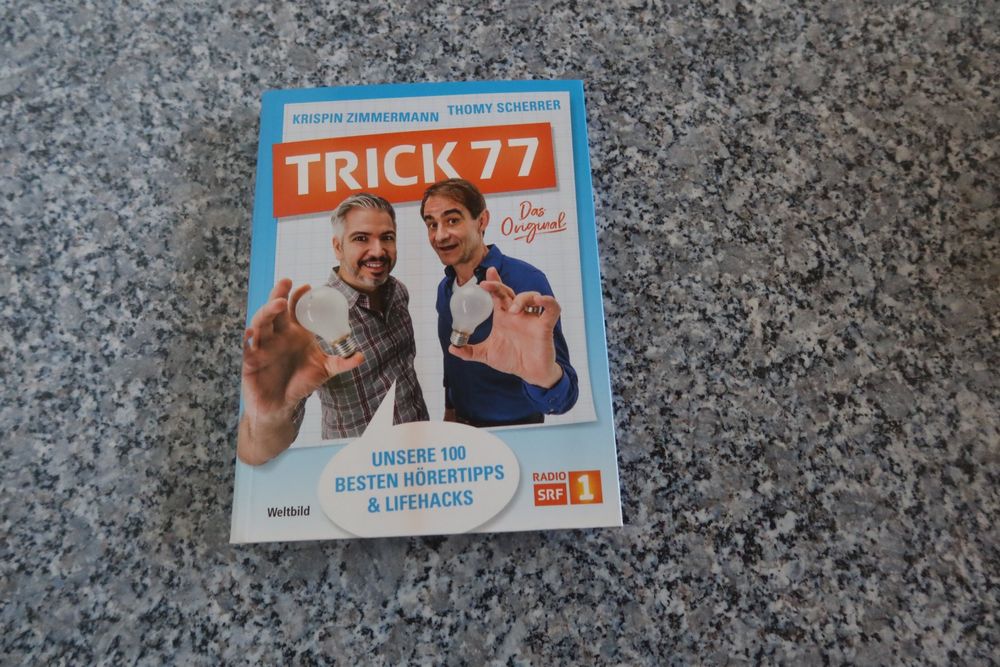 KRISPIN ZIMMERMANN THOMY SCHERRER
TRICK 77
Das
Original
UNSERE 100
BESTEN HÖRERTIPPS
& LIFEHACKS
Weltbild
RADIO
SRF 1